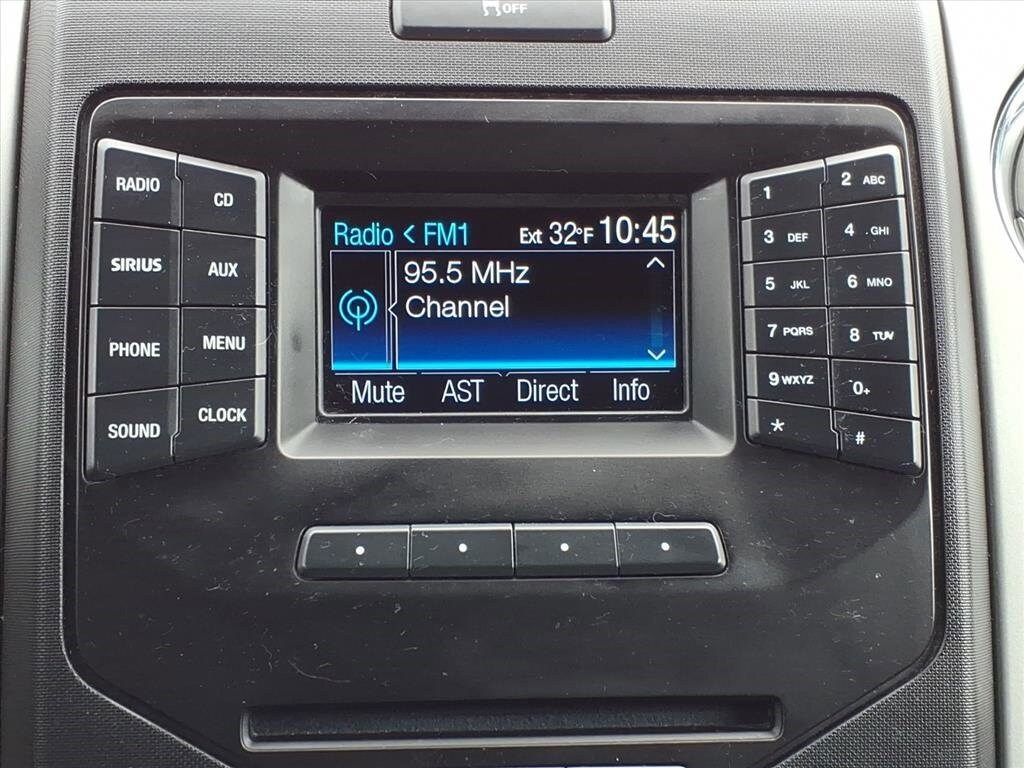 OFF
RADIO
CD
SIRIUS
AUX
PHONE
MENU
SOUND
CLOCK
Radio < FM1 Ext 32°F 10:45
95.5 MHz
Channel
Mute AST Direct Info
1
2 ABC
3 DEF
4 GHI
5 JKL
6 MNO
7 PQRS
8 TUV
9 WXYZ
0+
*
#